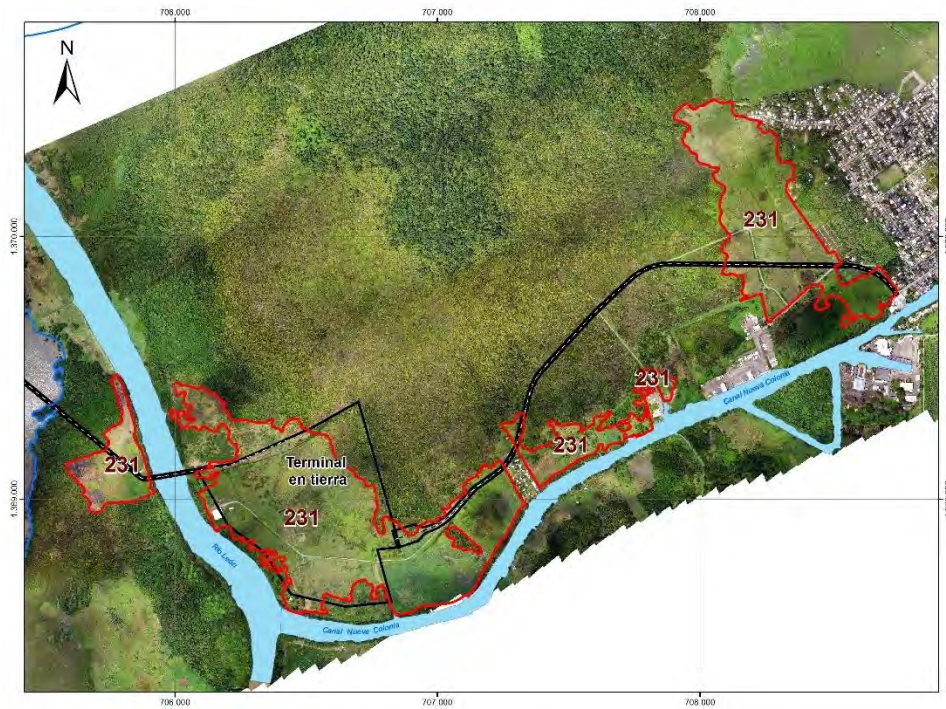 706.000 707.000 708.000
N
231
1.370.000
231
Canal Nueva Colonia
231
Terminal
en tierra
231
231
1.369.000
Río León
Canal Nueva Colonia
706.000 707.000 708.000